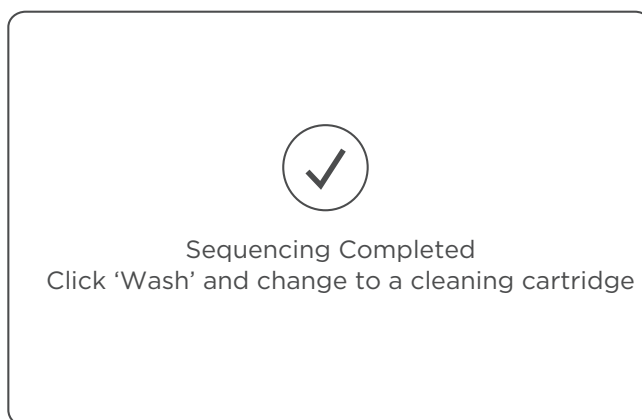 Sequencing Completed
Click ‘Wash’ and change to a cleaning cartridge